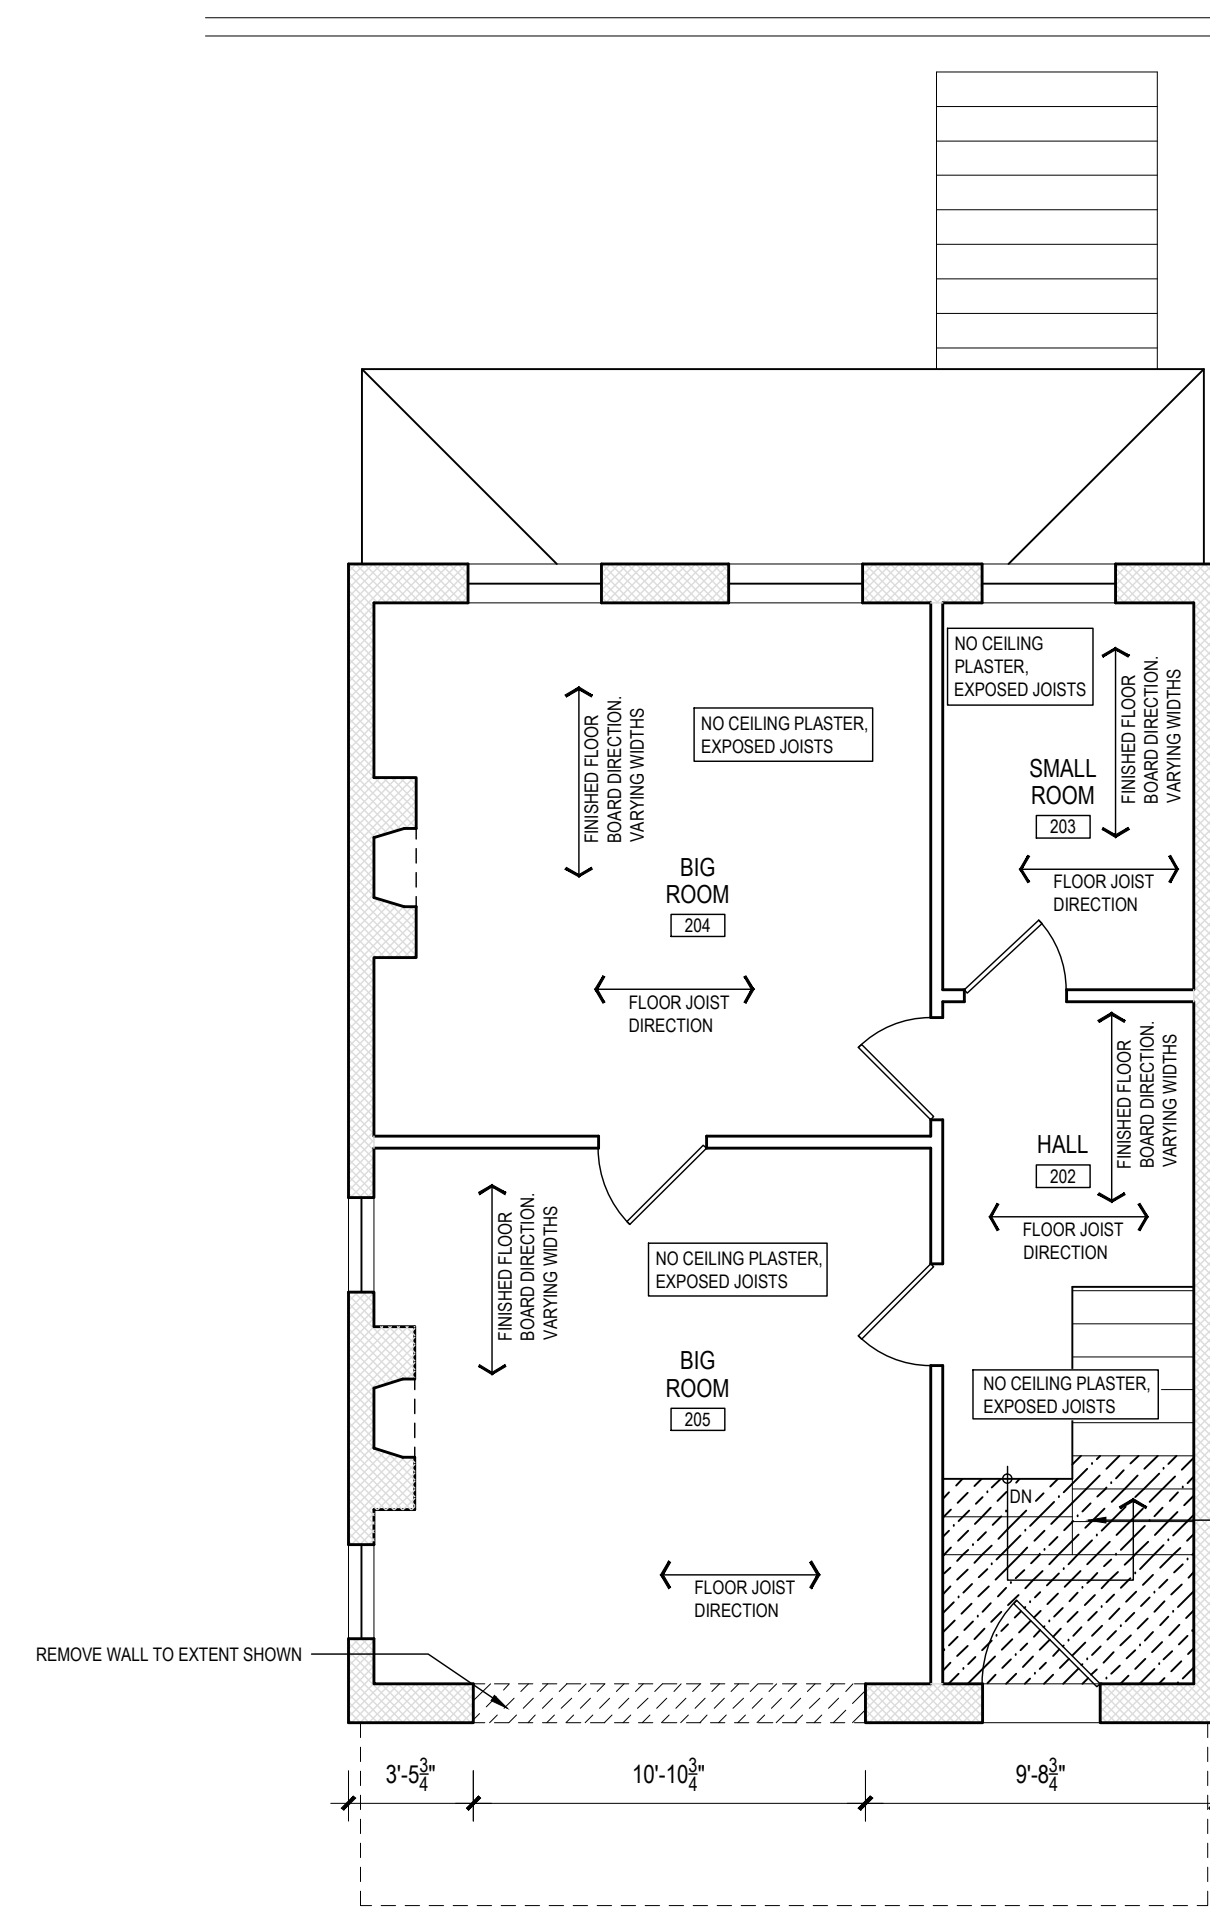 NO CEILING
PLASTER,
EXPOSED JOISTS
FINISHED FLOOR
BOARD DIRECTION.
VARYING WIDTHS
SMALL
ROOM
203
FLOOR JOIST
DIRECTION
FINISHED FLOOR
BOARD DIRECTION.
VARYING WIDTHS
NO CEILING PLASTER,
EXPOSED JOISTS
BIG
ROOM
204
FLOOR JOIST
DIRECTION
FINISHED FLOOR
BOARD DIRECTION.
VARYING WIDTHS
HALL
202
FLOOR JOIST
DIRECTION
FINISHED FLOOR
BOARD DIRECTION.
VARYING WIDTHS
NO CEILING PLASTER,
EXPOSED JOISTS
BIG
ROOM
205
NO CEILING PLASTER,
EXPOSED JOISTS
DN
FLOOR JOIST
DIRECTION
REMOVE WALL TO EXTENT SHOWN
3'-5¾"
10'-10¾"
9'-8¾"